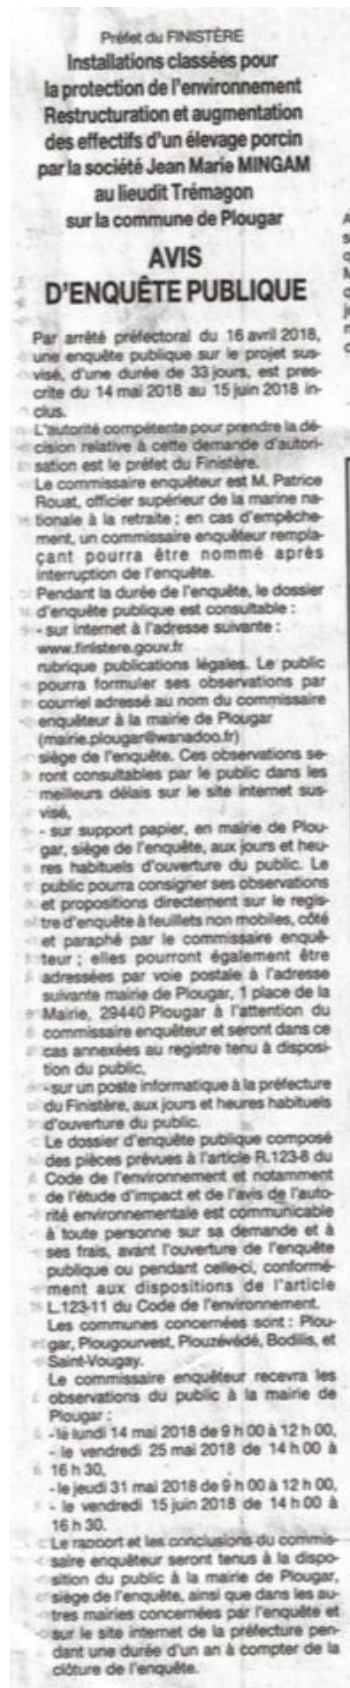 Préfet du FINISTÈRE
Installations classées pour
la protection de l'environnement
Restructuration et augmentation
des effectifs d'un élevage porcin
par la société Jean Marie MINGAM
au lieudit Trémagon
sur la commune de Plougar
AVIS
D'ENQUÊTE PUBLIQUE
Par arrêté préfectoral du 16 avril 2018,
une enquête publique sur le projet sus-
visé, d'une durée de 33 jours, est pres-
crite du 14 mai 2018 au 15 juin 2018 in-
clus.
L'autorité compétente pour prendre la dé-
cision relative à cette demande d'autori-
sation est le préfet du Finistère.
Le commissaire enquêteur est M. Patrice
Rouat, officier supérieur de la marine na-
tionale à la retraite ; en cas d'empêche-
ment, un commissaire enquêteur rempla-
çant pourra être nommé après
interruption de l'enquête.
Pendant la durée de l'enquête, le dossier
d'enquête publique est consultable :
- sur internet à l'adresse suivante :
www.finistere.gouv.fr
rubrique publications légales. Le public
pourra formuler ses observations par
courriel adressé au nom du commissaire
enquêteur à la mairie de Plougar
(mairie.plougar@wanadoo.fr)
siège de l'enquête. Ces observations se-
ront consultables par le public dans les
meilleurs délais sur le site internet sus-
visé,
- sur support papier, en mairie de Plou-
gar, siège de l'enquête, aux jours et heu-
res habituels d'ouverture du public. Le
public pourra consigner ses observations
et propositions directement sur le regis-
tre d'enquête à feuillets non mobiles, côté
et paraphé par le commissaire enquê-
teur ; elles pourront également être
adressées par voie postale à l'adresse
suivante mairie de Plougar, 1 place de la
Mairie, 29440 Plougar à l'attention du
commissaire enquêteur et seront dans ce
cas annexées au registre tenu à disposi-
tion du public,
- sur un poste informatique à la préfecture
du Finistère, aux jours et heures habituels
d'ouverture du public.
Le dossier d'enquête publique composé
des pièces prévues à l'article R.123-8 du
Code de l'environnement et notamment
de l'étude d'impact et de l'avis de l'auto-
rité environnementale est communicable
à toute personne sur sa demande et à
ses frais, avant l'ouverture de l'enquête
publique ou pendant celle-ci, conformé-
ment aux dispositions de l'article
L.123-11 du Code de l'environnement.
Les communes concernées sont : Plou-
gar, Plougourvest, Plouzévédé, Bodilis, et
Saint-Vougay.
Le commissaire enquêteur recevra les
observations du public à la mairie de
Plougar :
- le lundi 14 mai 2018 de 9 h 00 à 12 h 00,
- le vendredi 25 mai 2018 de 14 h 00 à
16 h 30,
- le jeudi 31 mai 2018 de 9 h 00 à 12 h 00,
- le vendredi 15 juin 2018 de 14 h 00 à
16 h 30.
Le rapport et les conclusions du commis-
saire enquêteur seront tenus à la dispo-
sition du public à la mairie de Plougar,
siège de l'enquête, ainsi que dans les au-
tres mairies concernées par l'enquête et
sur le site internet de la préfecture pen-
dant une durée d'un an à compter de la
clôture de l'enquête.